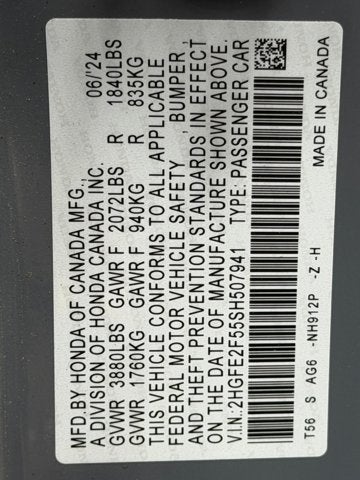 MFD.BY HONDA OF CANADA MFG.,
A DIVISION OF HONDA CANADA INC. 06/'24
GVWR 3880LBS GAWR F 2072LBS R 1840LBS
GVWR 1760KG GAWR F 940KG R 835KG
THIS VEHICLE CONFORMS TO ALL APPLICABLE
FEDERAL MOTOR VEHICLE SAFETY , BUMPER ,
AND THEFT PREVENTION STANDARDS IN EFFECT
ON THE DATE OF MANUFACTURE SHOWN ABOVE.
V.I.N:2HGFE2F55SH507941 TYPE: PASSENGER CAR
T56 S AG6 -NH912P -Z -H MADE IN CANADA